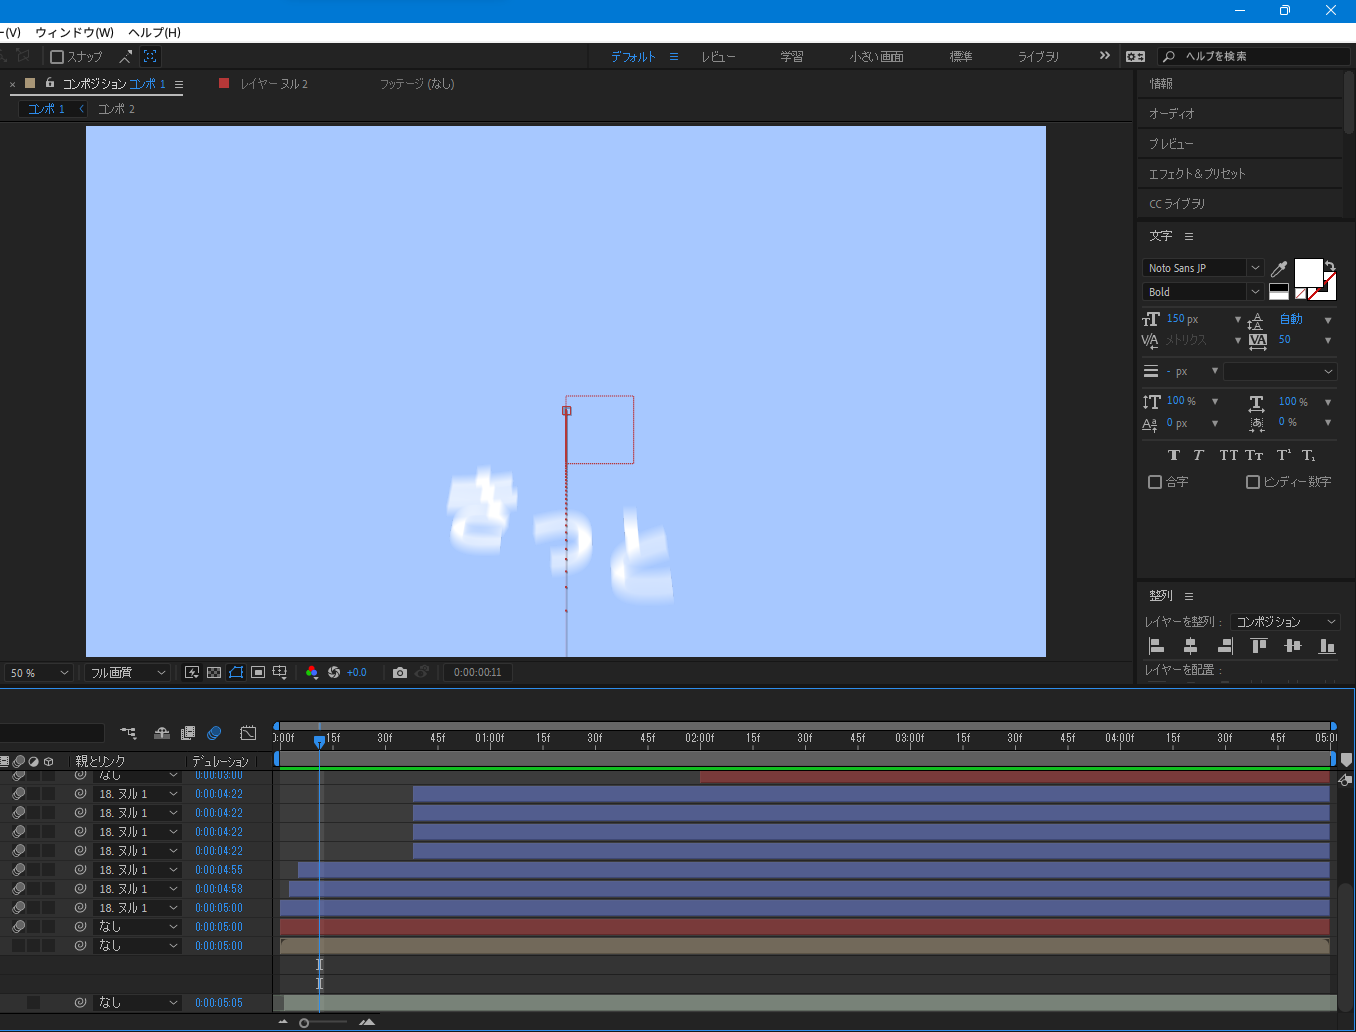 ー(V) ウィンドウ(W) ヘルプ(H)
スナップ デフォルト レビュー 学習 小さい画面 標準 ライブラリ ヘルプを検索
コンポジション コンポ 1 レイヤー ヌル 2 フッテージ (なし)
コンポ 1 コンポ 2
きっと
50 % フル画質 +0.0 0:00:00:11
情報
オーディオ
プレビュー
エフェクト＆プリセット
CC ライブラリ
文字
Noto Sans JP
Bold
150 px 自動
メトリクス 50
- px
100 % 100 %
0 px 0 %
合字 ヒンディー数字
整列
レイヤーを整列 : コンポジション
レイヤーを配置 :
):00f 15f 30f 45f 01:00f 15f 30f 45f 02:00f 15f 30f 45f 03:00f 15f 30f 45f 04:00f 15f 30f 45f 05:0
親とリンク デュレーション
なし 0:00:03:00
18. ヌル 1 0:00:04:22
18. ヌル 1 0:00:04:22
18. ヌル 1 0:00:04:22
18. ヌル 1 0:00:04:22
18. ヌル 1 0:00:04:55
18. ヌル 1 0:00:04:58
18. ヌル 1 0:00:05:00
なし 0:00:05:00
なし 0:00:05:00
なし 0:00:05:05